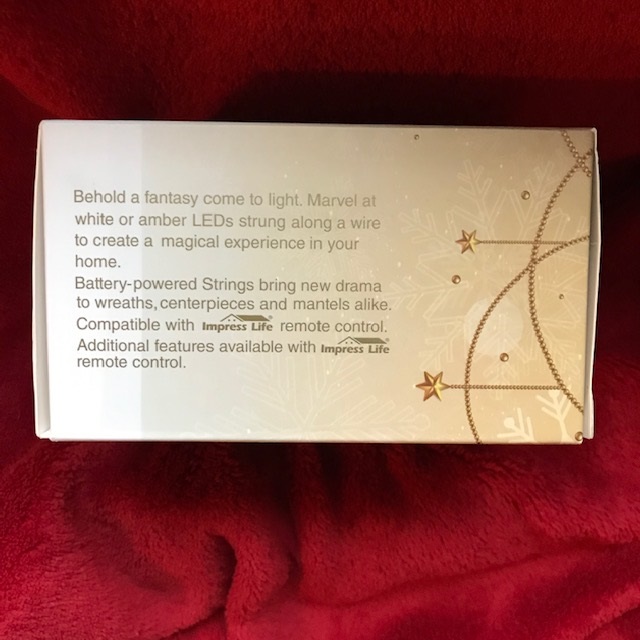 Behold a fantasy come to light. Marvel at
white or amber LEDs strung along a wire
to create a magical experience in your
home.
Battery-powered Strings bring new drama
to wreaths, centerpieces and mantels alike.
Compatible with Impress Life remote control.
Additional features available with Impress Life
remote control.